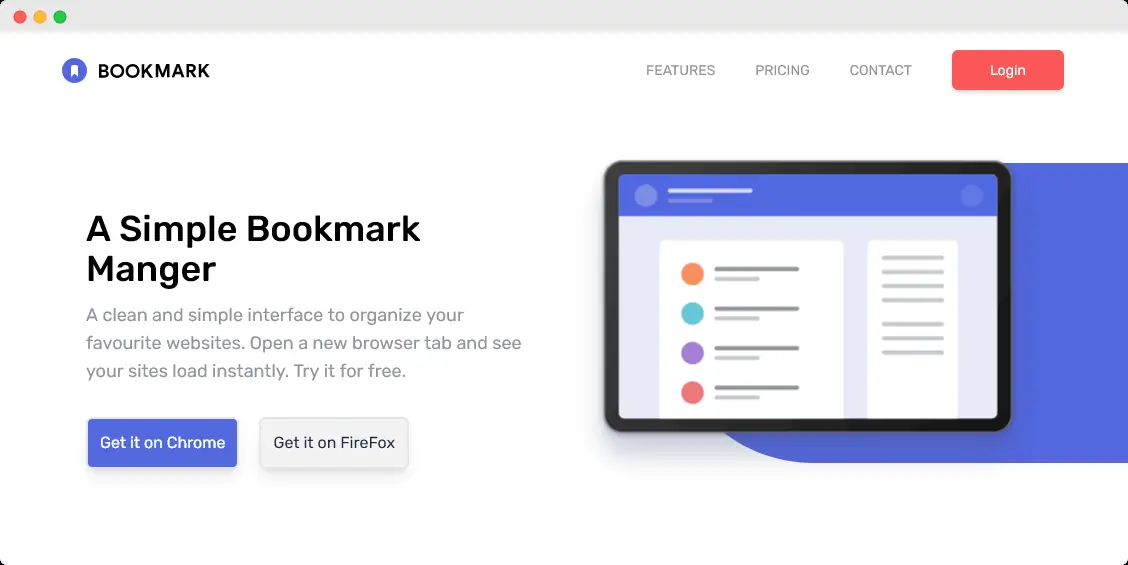 BOOKMARK
FEATURES PRICING CONTACT Login
A Simple Bookmark
Manger
A clean and simple interface to organize your
favourite websites. Open a new browser tab and see
your sites load instantly. Try it for free.
Get it on Chrome Get it on FireFox